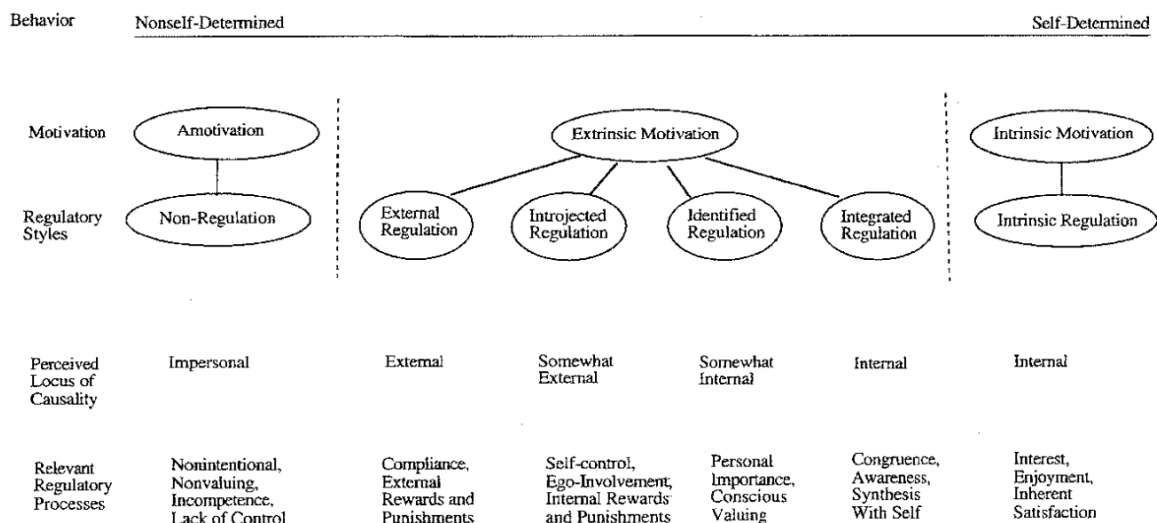 Behavior Nonself-Determined Self-Determined
Motivation Amotivation Extrinsic Motivation Intrinsic Motivation
Regulatory
Styles
Non-Regulation
External
Regulation
Introjected
Regulation
Identified
Regulation
Integrated
Regulation
Intrinsic Regulation
Perceived
Locus of
Causality
Impersonal
External
Somewhat
External
Somewhat
Internal
Internal
Internal
Relevant
Regulatory
Processes
Nonintentional,
Nonvaluing,
Incompetence,
Lack of Control
Compliance,
External
Rewards and
Punishments
Self-control,
Ego-Involvement,
Internal Rewards
and Punishments
Personal
Importance,
Conscious
Valuing
Congruence,
Awareness,
Synthesis
With Self
Interest,
Enjoyment,
Inherent
Satisfaction